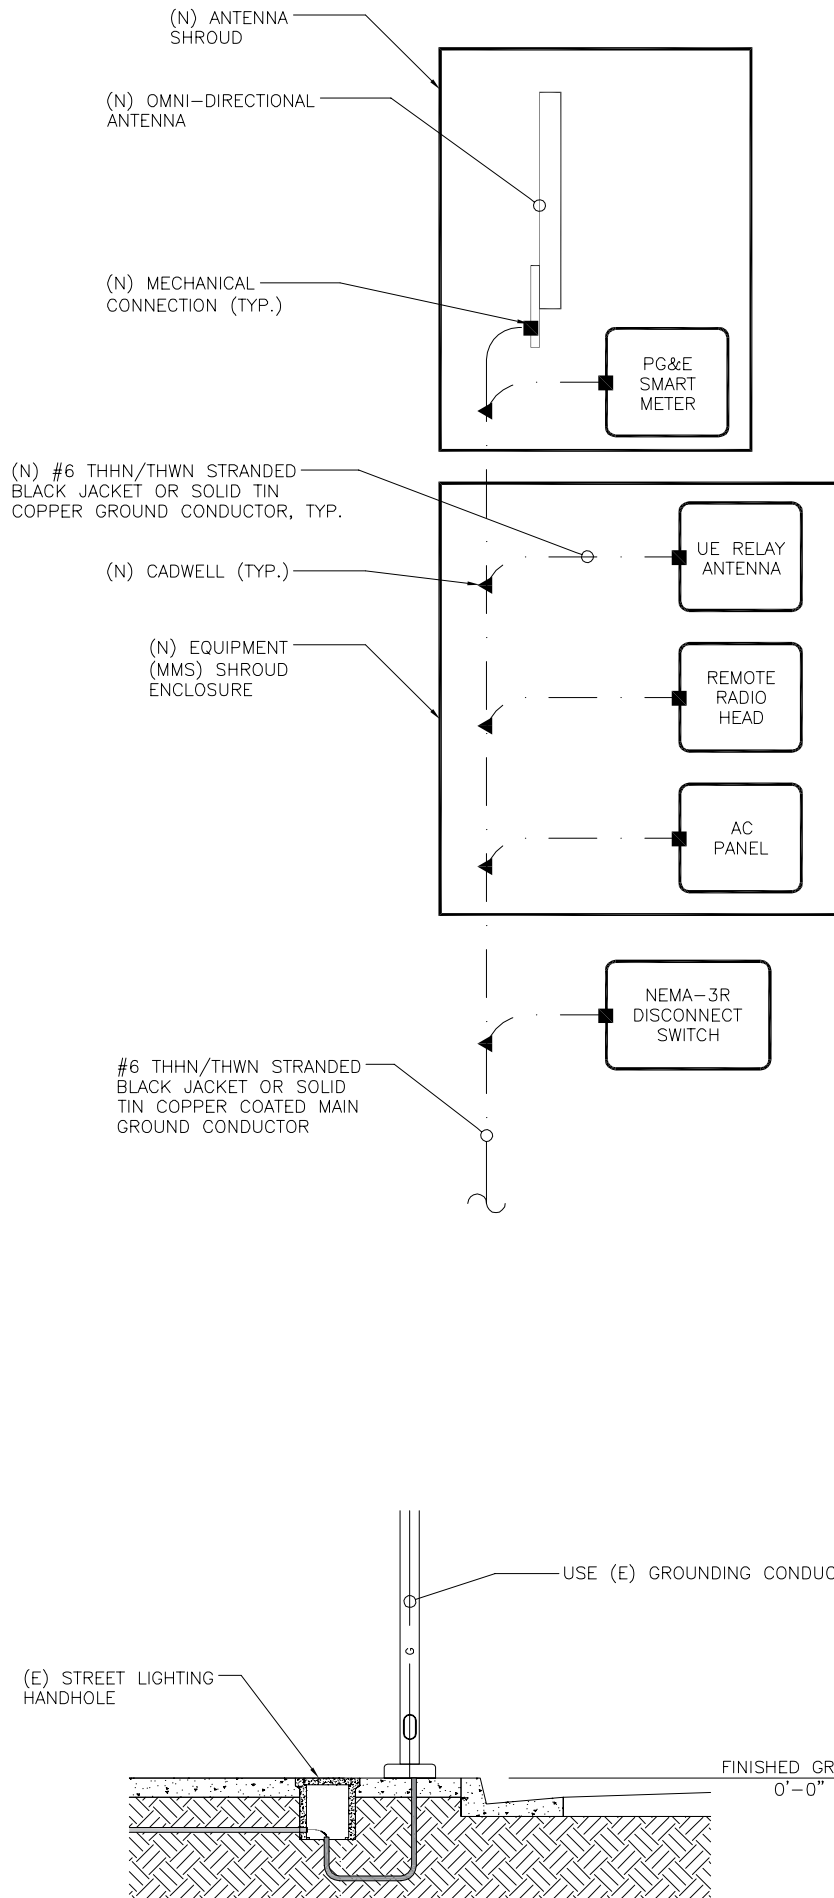 (N) ANTENNA
SHROUD
(N) OMNI-DIRECTIONAL
ANTENNA
(N) MECHANICAL
CONNECTION (TYP.)
PG&E
SMART
METER
(N) #6 THHN/THWN STRANDED
BLACK JACKET OR SOLID TIN
COPPER GROUND CONDUCTOR, TYP.
UE RELAY
ANTENNA
(N) CADWELL (TYP.)
(N) EQUIPMENT
(MMS) SHROUD
ENCLOSURE
REMOTE
RADIO
HEAD
AC
PANEL
NEMA-3R
DISCONNECT
SWITCH
#6 THHN/THWN STRANDED
BLACK JACKET OR SOLID
TIN COPPER COATED MAIN
GROUND CONDUCTOR
USE (E) GROUNDING CONDUC
G
(E) STREET LIGHTING
HANDHOLE
FINISHED GR
0'-0"